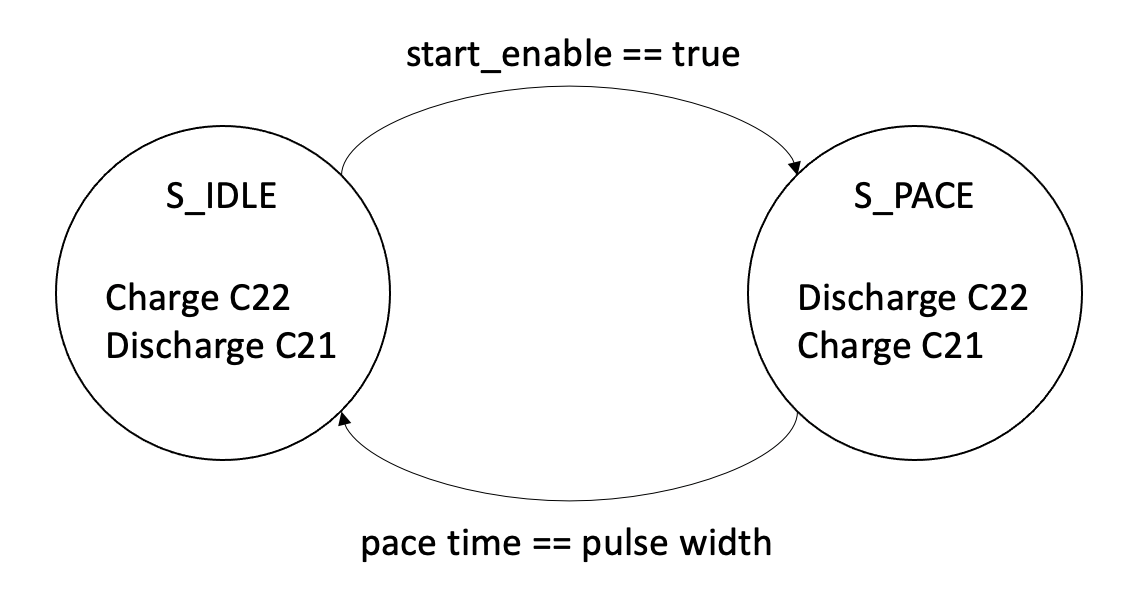 start_enable == true
S_IDLE
Charge C22
Discharge C21
S_PACE
Discharge C22
Charge C21
pace time == pulse width